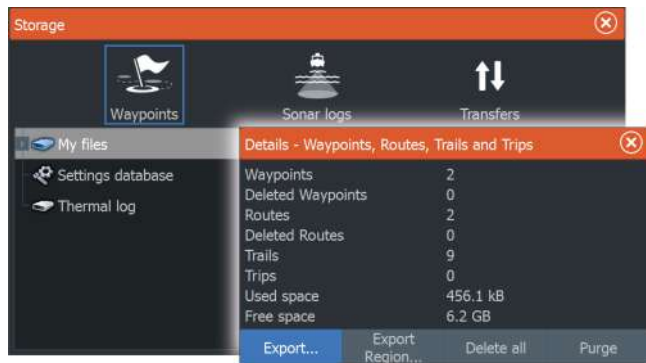 Storage
Waypoints
Sonar logs
Transfers
My files
Settings database
Thermal log
Details - Waypoints, Routes, Trails and Trips
Waypoints 2
Deleted Waypoints 0
Routes 2
Deleted Routes 0
Trails 9
Trips 0
Used space 456.1 kB
Free space 6.2 GB
Export...
Export
Region...
Delete all
Purge